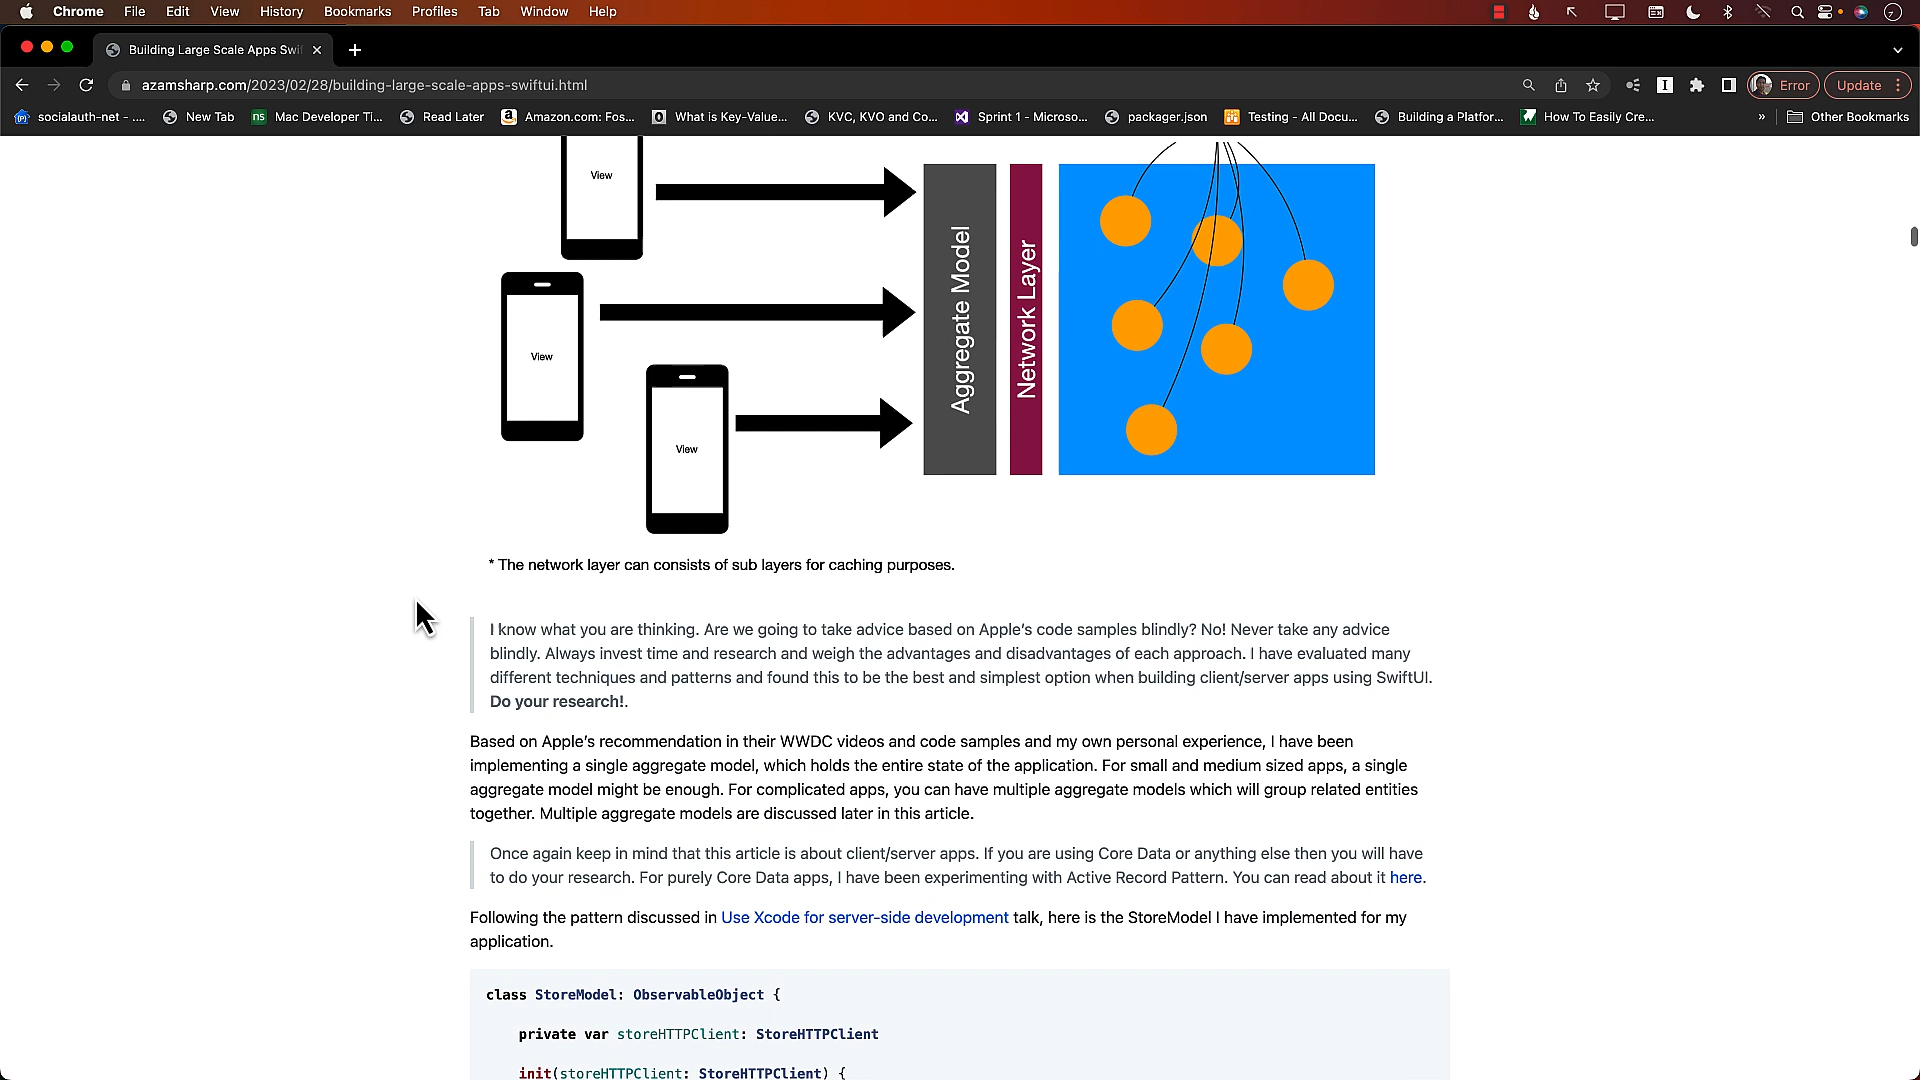 Chrome File Edit View History Bookmarks Profiles Tab Window Help
Building Large Scale Apps Swif
azamsharp.com/2023/02/28/building-large-scale-apps-swiftui.html Error Update
socialauth-net - .... New Tab Mac Developer Ti... Read Later Amazon.com: Fos... What is Key-Value... KVC, KVO and Co... Sprint 1 - Microso... packager.json Testing - All Docu... Building a Platfor... How To Easily Cre... » Other Bookmarks
View
View
View
Aggregate Model
Network Layer
* The network layer can consists of sub layers for caching purposes.
I know what you are thinking. Are we going to take advice based on Apple's code samples blindly? No! Never take any advice
blindly. Always invest time and research and weigh the advantages and disadvantages of each approach. I have evaluated many
different techniques and patterns and found this to be the best and simplest option when building client/server apps using SwiftUI.
Do your research!.
Based on Apple's recommendation in their WWDC videos and code samples and my own personal experience, I have been
implementing a single aggregate model, which holds the entire state of the application. For small and medium sized apps, a single
aggregate model might be enough. For complicated apps, you can have multiple aggregate models which will group related entities
together. Multiple aggregate models are discussed later in this article.
Once again keep in mind that this article is about client/server apps. If you are using Core Data or anything else then you will have
to do your research. For purely Core Data apps, I have been experimenting with Active Record Pattern. You can read about it here.
Following the pattern discussed in Use Xcode for server-side development talk, here is the StoreModel I have implemented for my
application.
class StoreModel: ObservableObject {
private var storeHTTPClient: StoreHTTPClient
init(storeHTTPClient: StoreHTTPClient) {